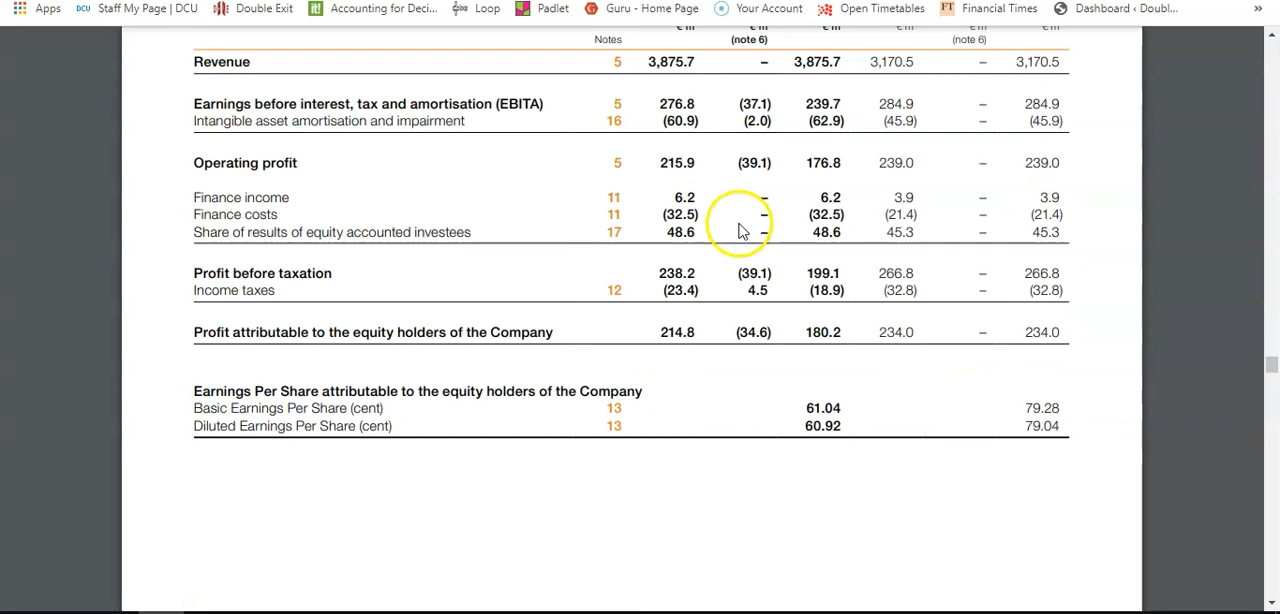 Apps DCU Staff My Page | DCU Double Exit it! Accounting for Deci... Loop Padlet G Guru - Home Page Your Account Open Timetables FT Financial Times Dashboard ‹ Doubl... »
€'m €'m €'m €'m €'m
Notes (note 6) (note 6)
Revenue 5 3,875.7 – 3,875.7 3,170.5 – 3,170.5
Earnings before interest, tax and amortisation (EBITA) 5 276.8 (37.1) 239.7 284.9 – 284.9
Intangible asset amortisation and impairment 16 (60.9) (2.0) (62.9) (45.9) – (45.9)
Operating profit 5 215.9 (39.1) 176.8 239.0 – 239.0
Finance income 11 6.2 – 6.2 3.9 – 3.9
Finance costs 11 (32.5) – (32.5) (21.4) – (21.4)
Share of results of equity accounted investees 17 48.6 – 48.6 45.3 – 45.3
Profit before taxation 238.2 (39.1) 199.1 266.8 – 266.8
Income taxes 12 (23.4) 4.5 (18.9) (32.8) – (32.8)
Profit attributable to the equity holders of the Company 214.8 (34.6) 180.2 234.0 – 234.0
Earnings Per Share attributable to the equity holders of the Company
Basic Earnings Per Share (cent) 13 61.04 79.28
Diluted Earnings Per Share (cent) 13 60.92 79.04